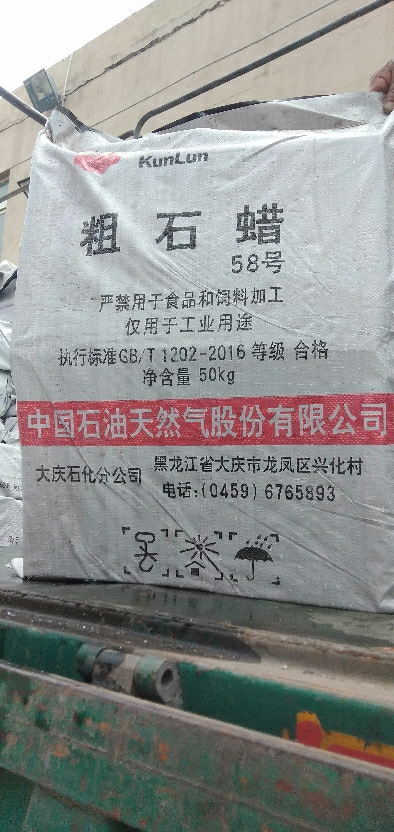 KunLun
粗石蜡
58号
严禁用于食品和饲料加工
仅用于工业用途
执行标准GB/T 1202-2016 等级 合格
净含量 50kg
中国石油天然气股份有限公司
大庆石化分公司
黑龙江省大庆市龙凤区兴化村
电话:(0459) 6765893